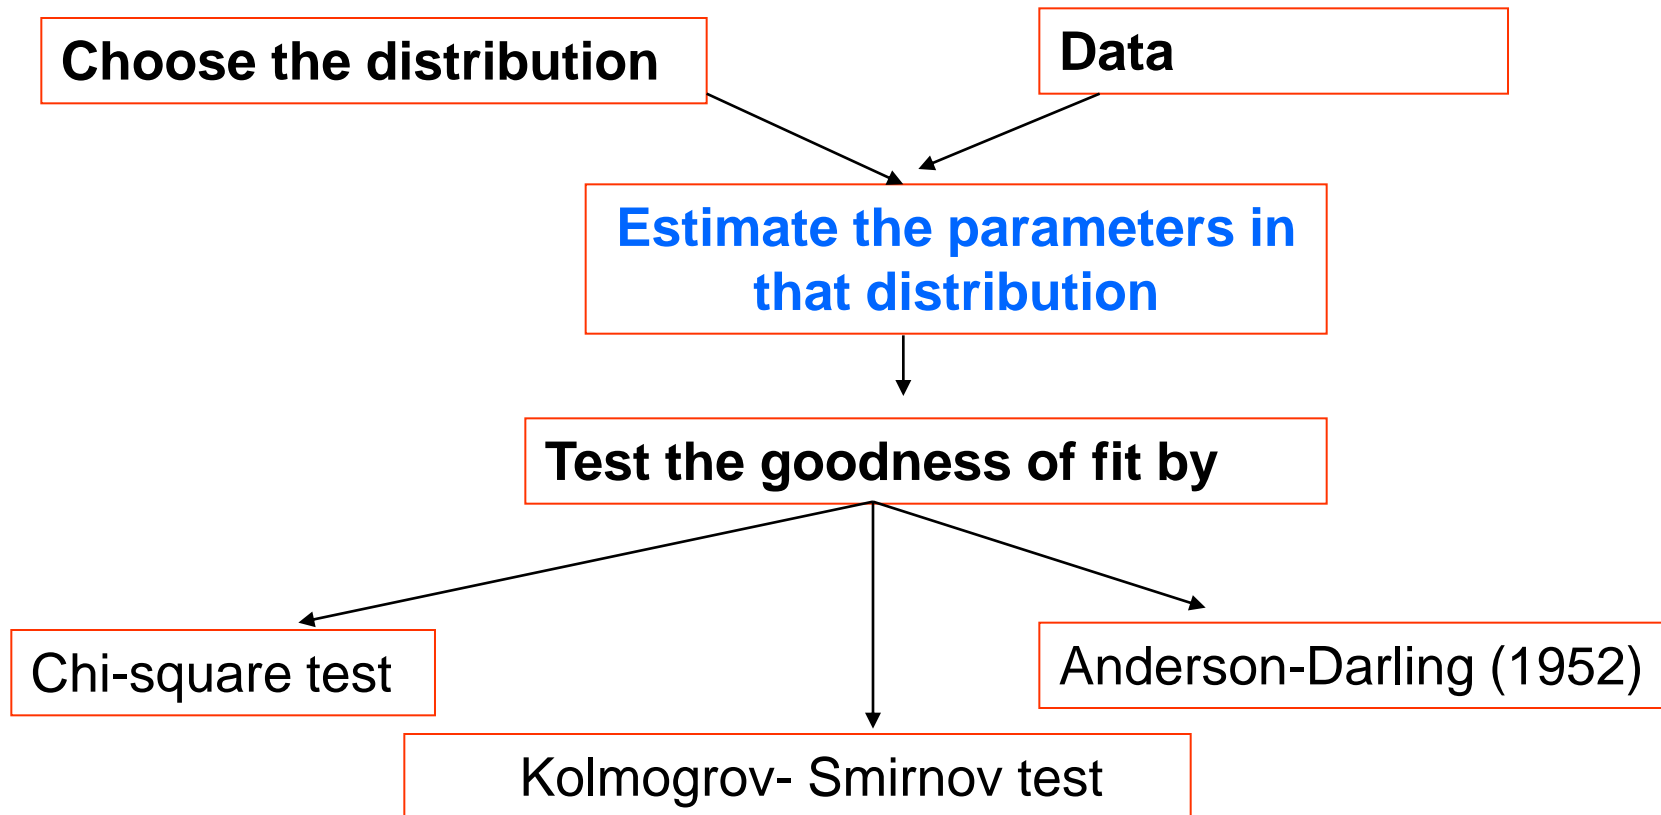 Choose the distribution
Data
Estimate the parameters in
that distribution
Test the goodness of fit by
Chi-square test
Anderson-Darling (1952)
Kolmogrov- Smirnov test